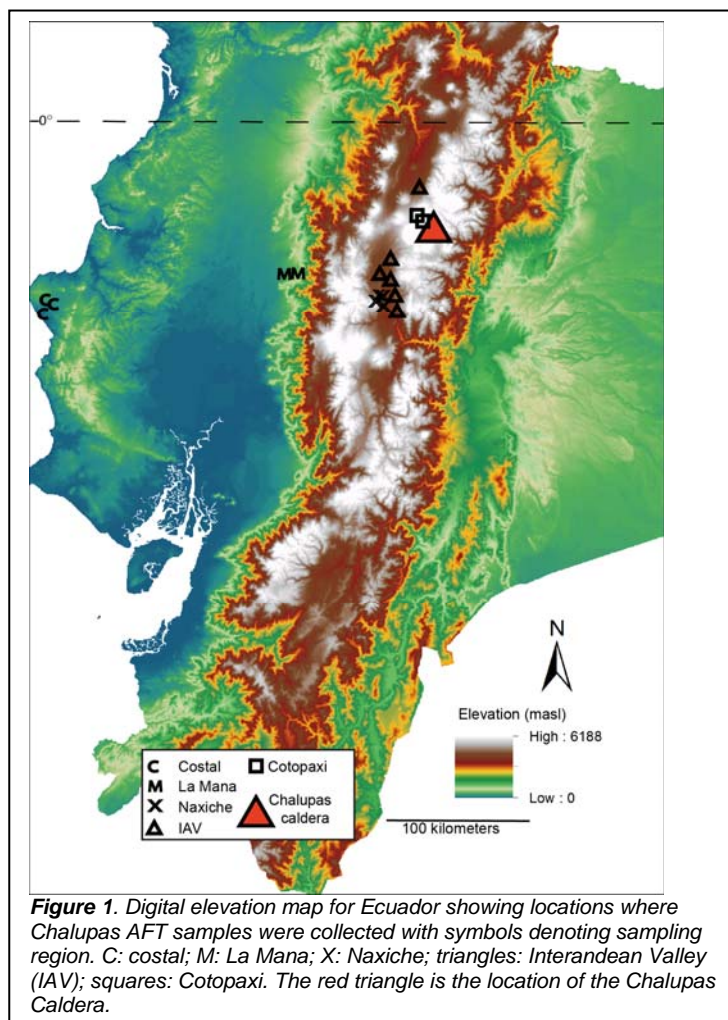 0°
MM
C
C
C
X
X
N
Elevation (masl)
High : 6188
Low : 0
C Costal
M La Mana
X Naxiche
IAV
Cotopaxi
Chalupas
caldera
100 kilometers
Figure 1. Digital elevation map for Ecuador showing locations where
Chalupas AFT samples were collected with symbols denoting sampling
region. C: costal; M: La Mana; X: Naxiche; triangles: Interandean Valley
(IAV); squares: Cotopaxi. The red triangle is the location of the Chalupas
Caldera.